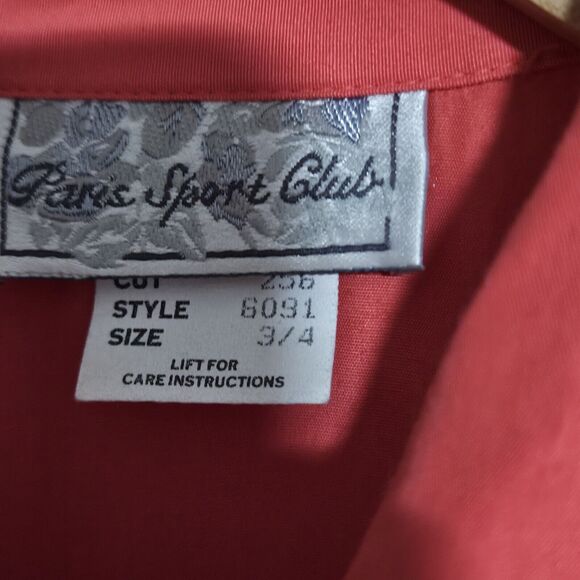 Paris Sport Club
CUT 256
STYLE 6091
SIZE 3/4
LIFT FOR
CARE INSTRUCTIONS